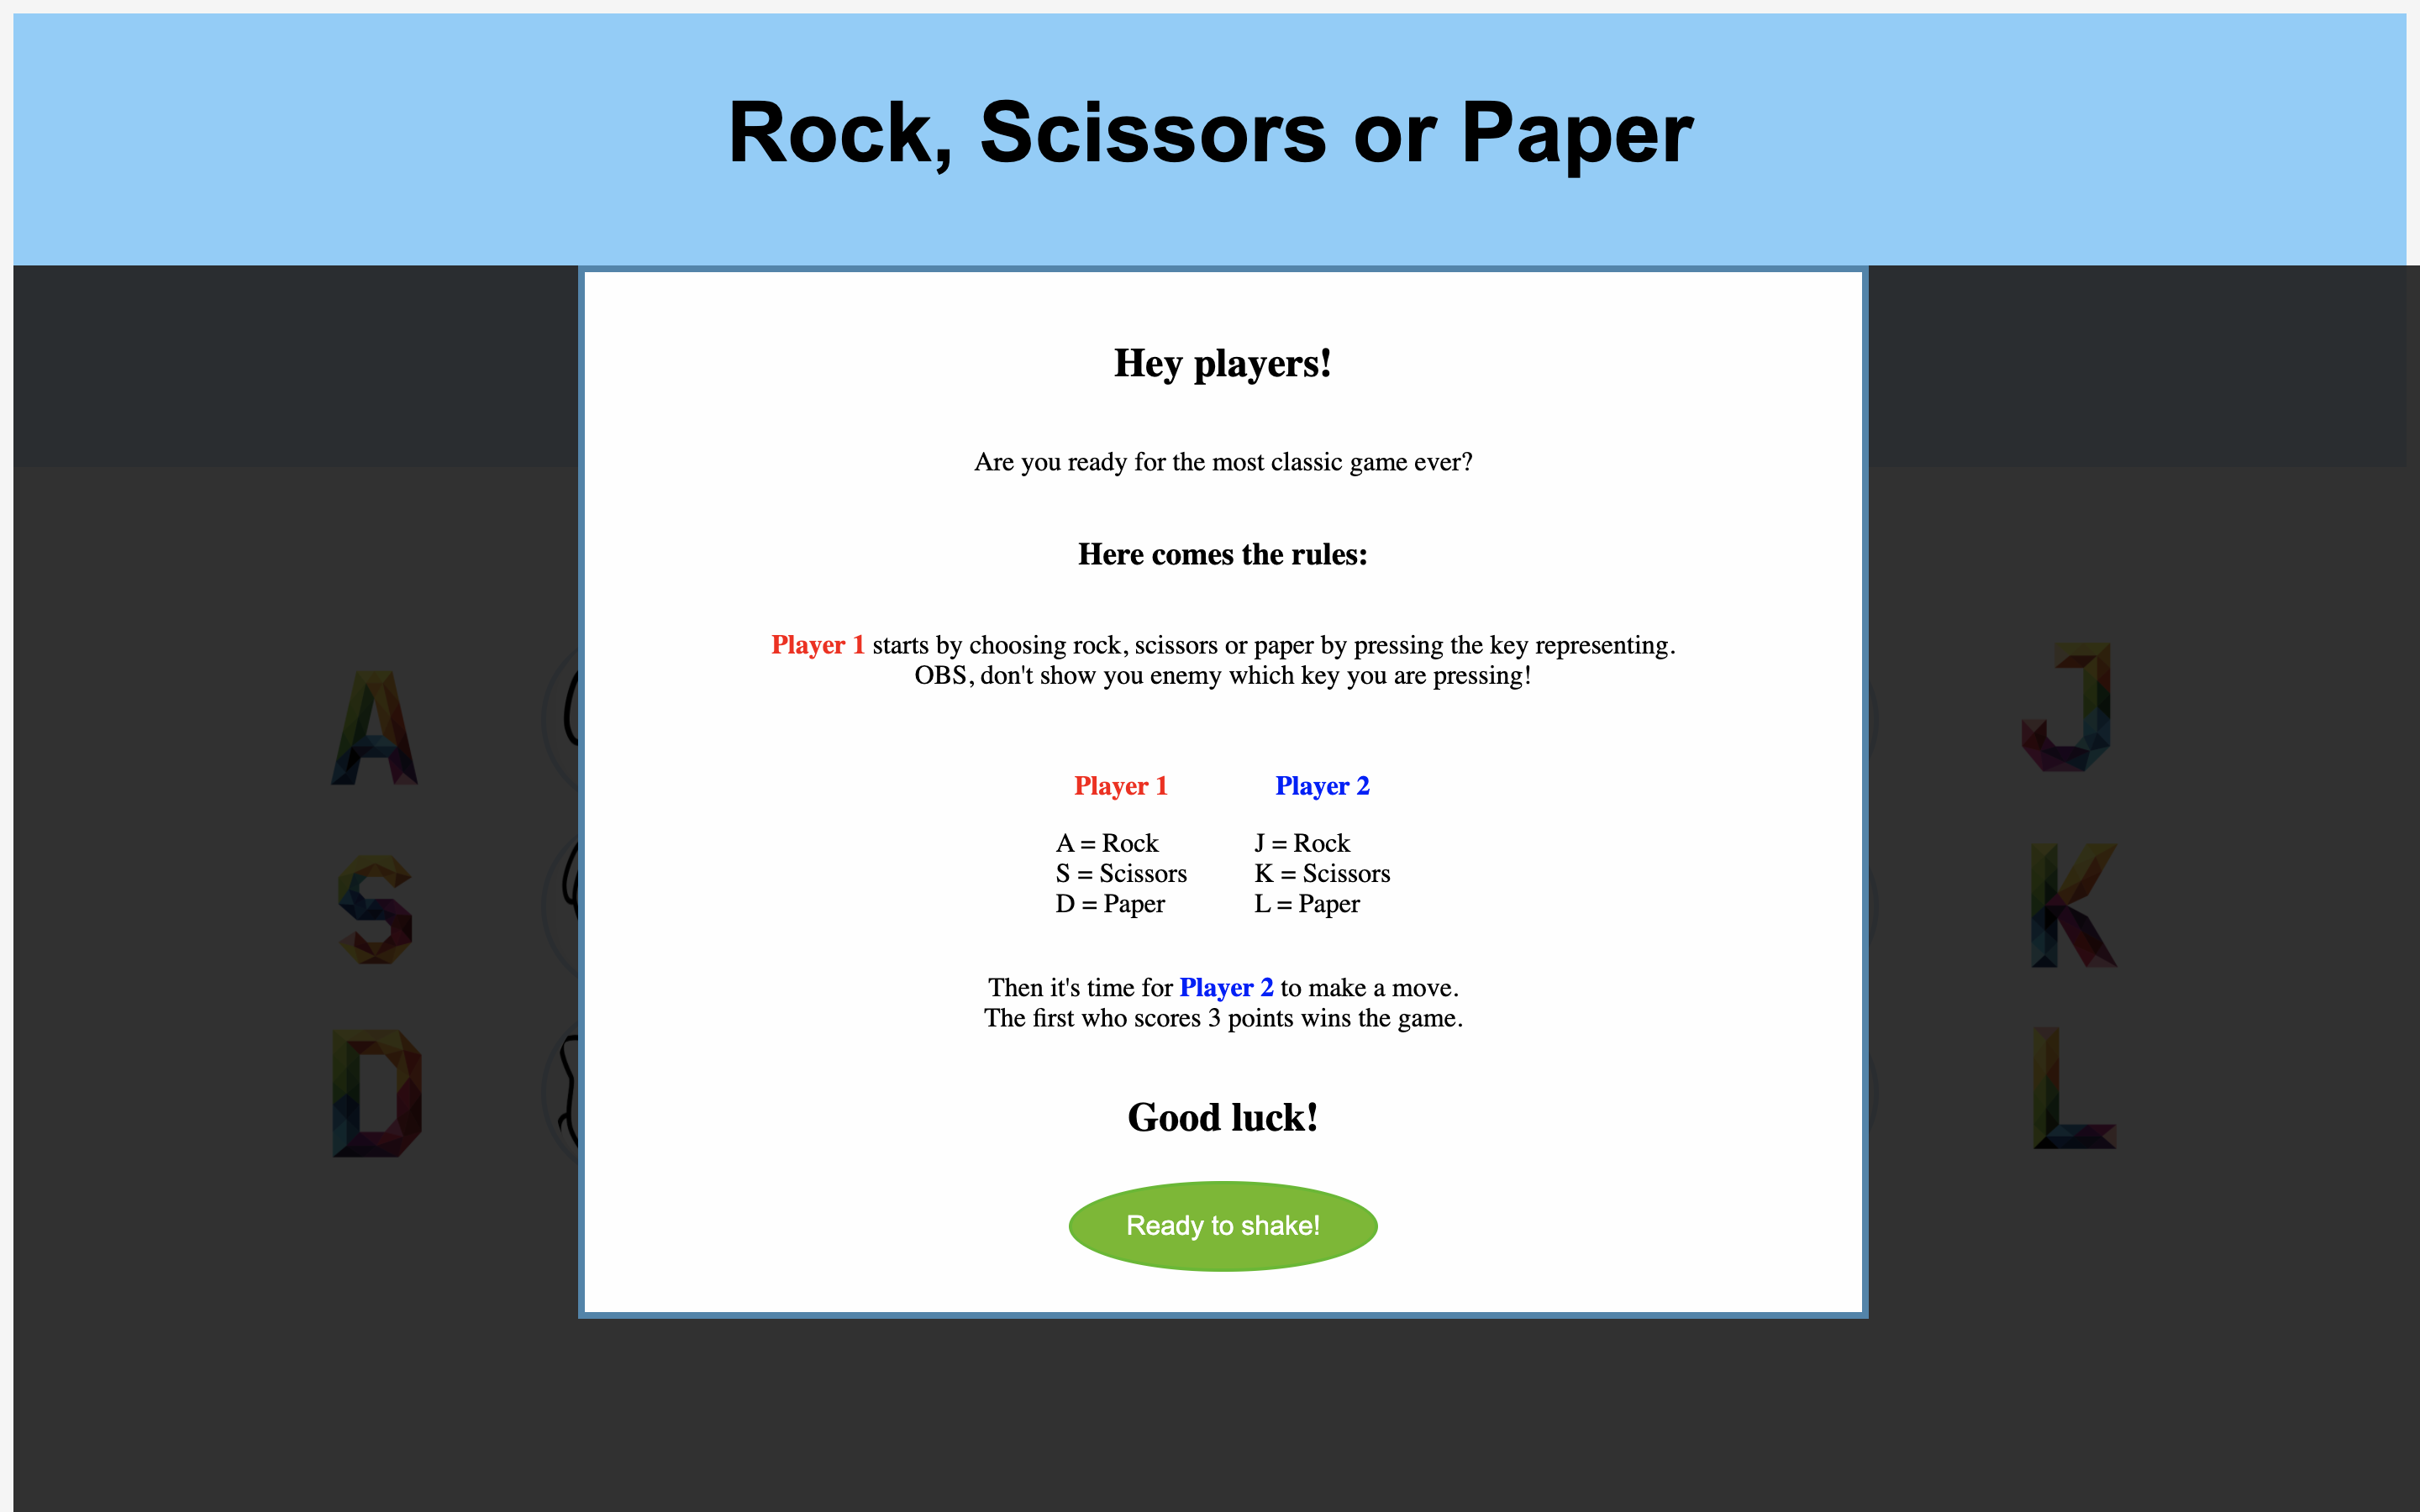 Rock, Scissors or Paper
Hey players!
Are you ready for the most classic game ever?
Here comes the rules:
Player 1 starts by choosing rock, scissors or paper by pressing the key representing.
OBS, don't show you enemy which key you are pressing!
Player 1 Player 2
A = Rock J = Rock
S = Scissors K = Scissors
D = Paper L = Paper
Then it's time for Player 2 to make a move.
The first who scores 3 points wins the game.
Good luck!
Ready to shake!
A J
S K
D L